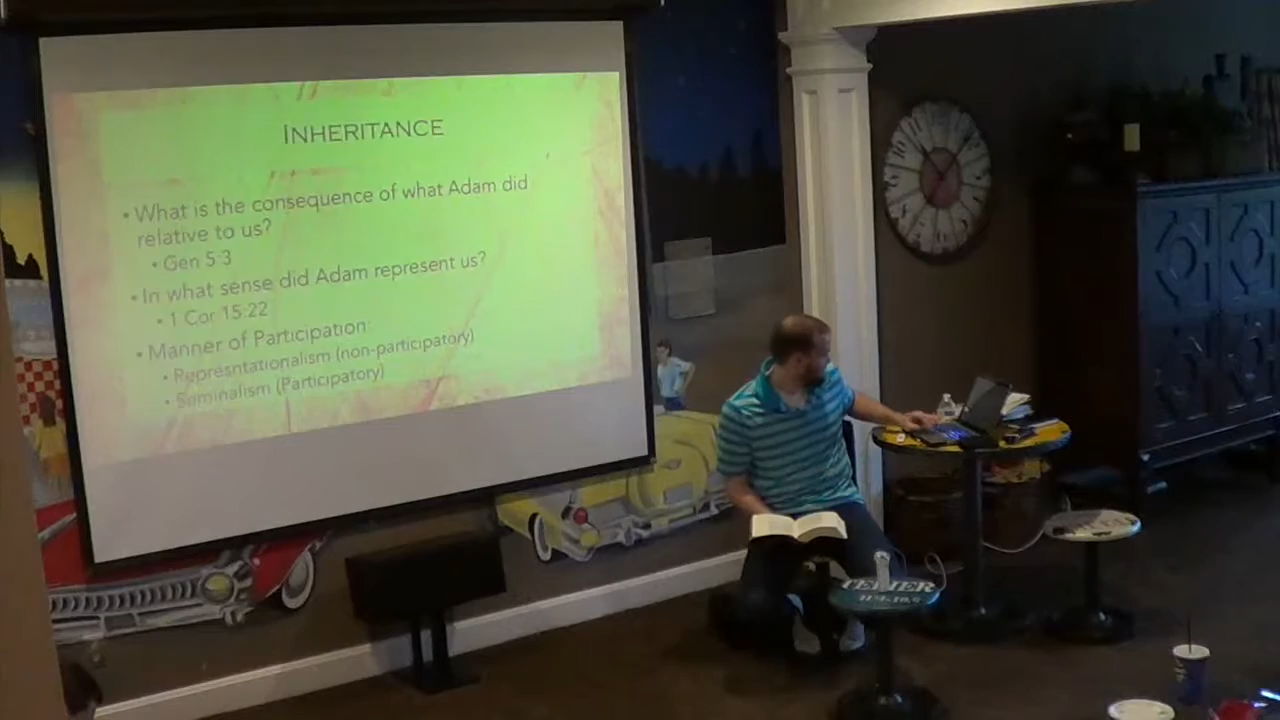 INHERITANCE
• What is the consequence of what Adam did
relative to us?
• Gen 5:3
• In what sense did Adam represent us?
• 1 Cor 15:22
• Manner of Participation:
• Represntationalism (non-participatory)
• Seminalism (Participatory)